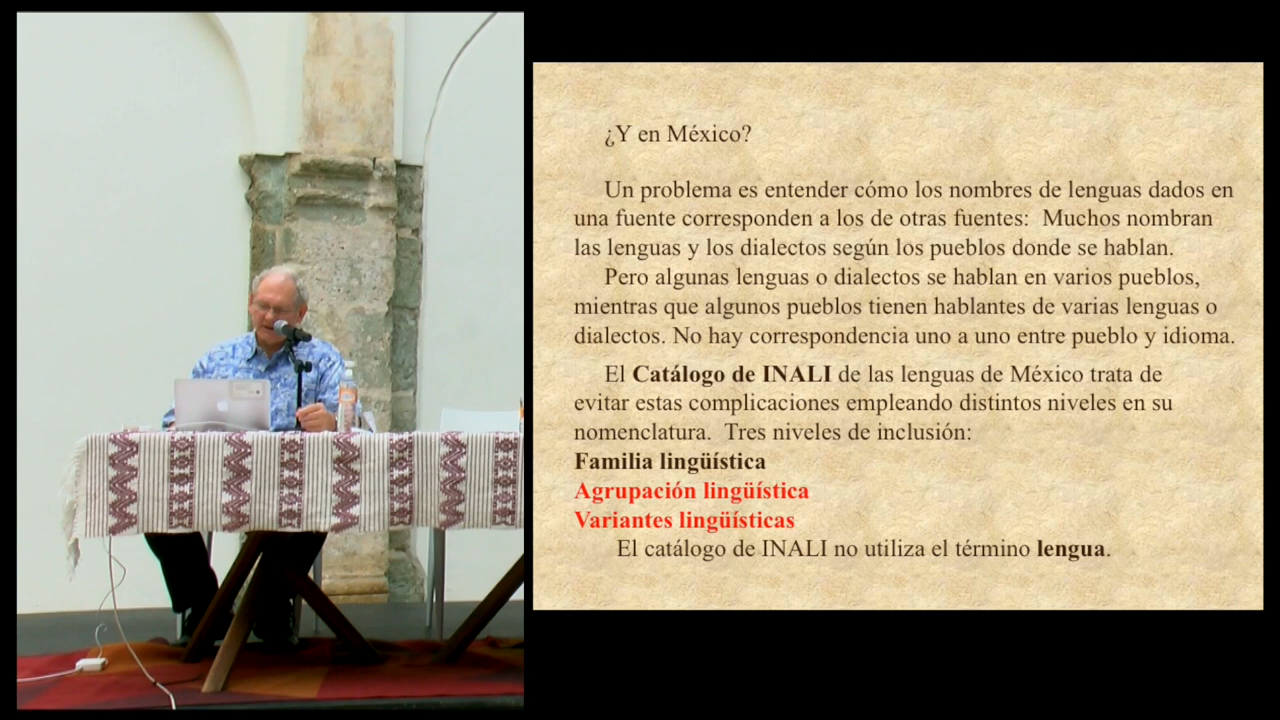 ¿Y en México?
Un problema es entender cómo los nombres de lenguas dados en
una fuente corresponden a los de otras fuentes: Muchos nombran
las lenguas y los dialectos según los pueblos donde se hablan.
Pero algunas lenguas o dialectos se hablan en varios pueblos,
mientras que algunos pueblos tienen hablantes de varias lenguas o
dialectos. No hay correspondencia uno a uno entre pueblo y idioma.
El Catálogo de INALI de las lenguas de México trata de
evitar estas complicaciones empleando distintos niveles en su
nomenclatura. Tres niveles de inclusión:
Familia lingüística
Agrupación lingüística
Variantes lingüísticas
El catálogo de INALI no utiliza el término lengua.